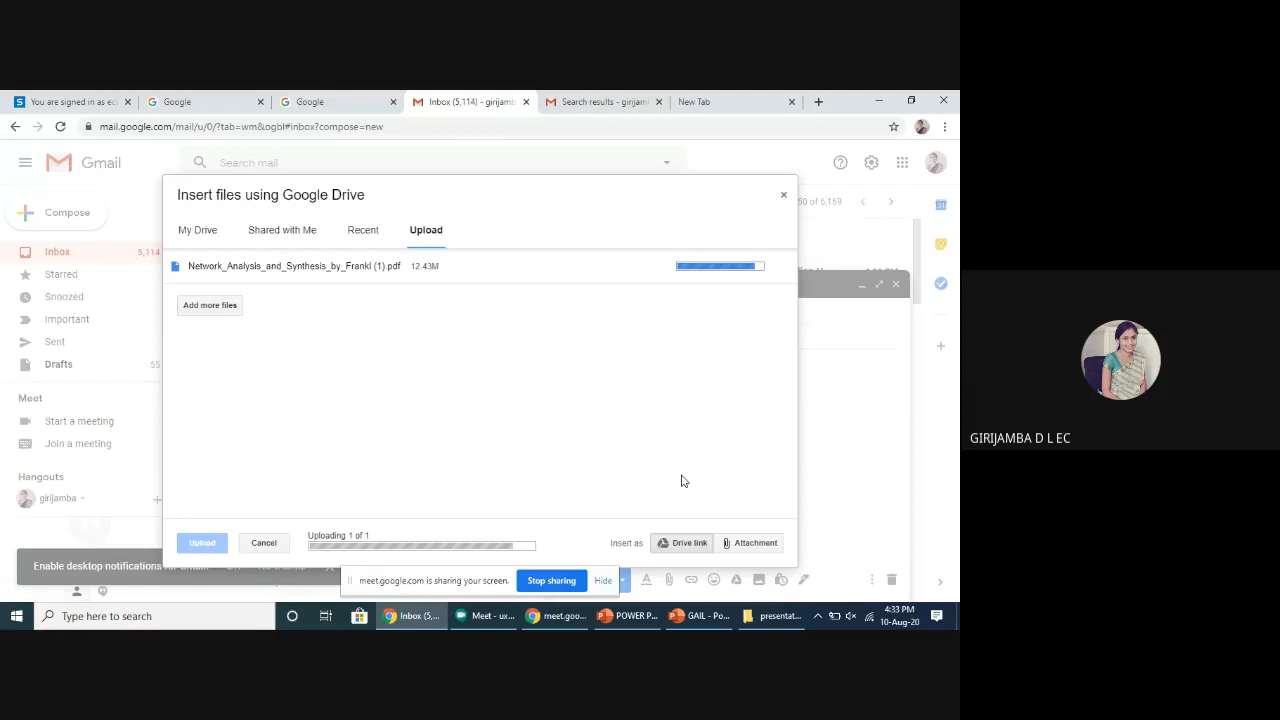 You are signed in as ect
Google
Google
Inbox (5,114) - girijamb
Search results - girijam
New Tab
mail.google.com/mail/u/0/?tab=wm&ogbl#inbox?compose=new
Gmail
Search mail
Insert files using Google Drive
50 of 6,169
Compose
My Drive
Shared with Me
Recent
Upload
Inbox
5,114
Network_Analysis_and_Synthesis_by_Frankl (1).pdf
12.43M
Starred
Snoozed
Add more files
Important
Sent
Drafts
55
Meet
Start a meeting
Join a meeting
GIRIJAMBA D L EC
Hangouts
girijamba
Uploading 1 of 1
Upload
Cancel
Insert as
Drive link
Attachment
Enable desktop notifications for Gmail.
meet.google.com is sharing your screen.
Stop sharing
Hide
Type here to search
Inbox (5,...
Meet - ux...
meet.goo...
POWER P...
GAIL - Po...
presentat...
4:33 PM
10-Aug-20